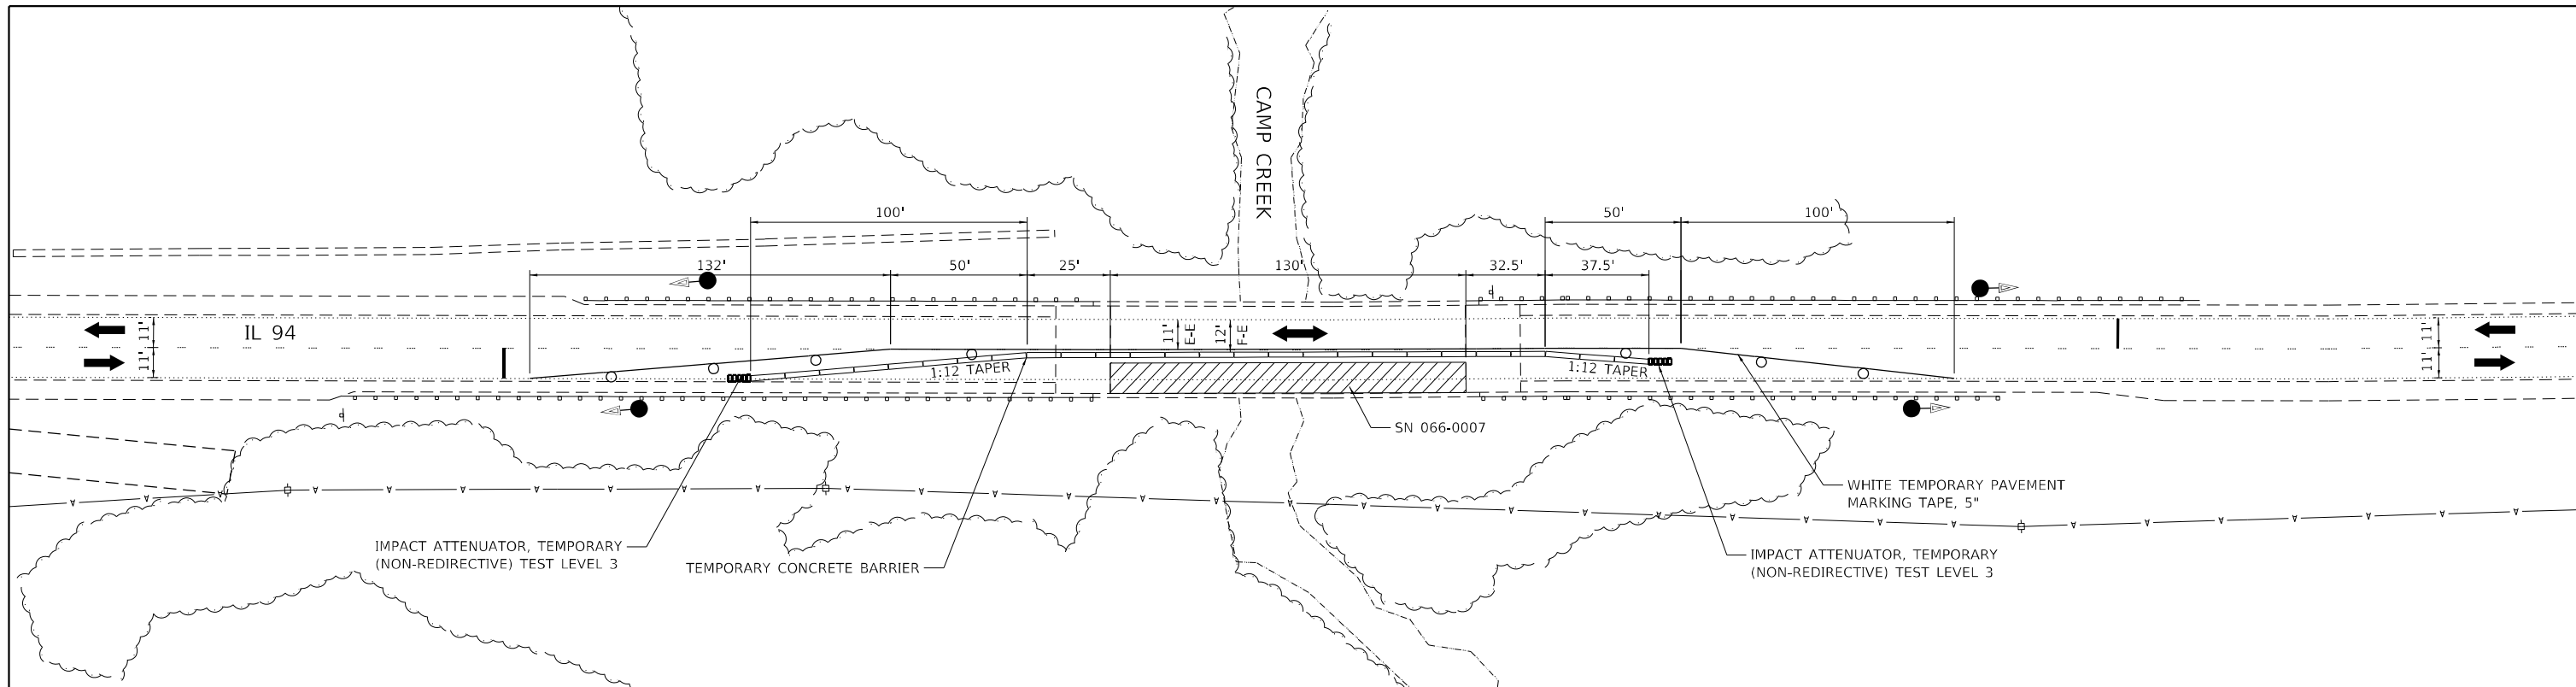 CAMP CREEK
100'
50'
100'
132'
50'
25'
130'
32.5'
37.5'
11'
11'
IL 94
11'
E-E
12'
F-E
11'
11'
1:12 TAPER
1:12 TAPER
SN 066-0007
WHITE TEMPORARY PAVEMENT
MARKING TAPE, 5"
IMPACT ATTENUATOR, TEMPORARY
(NON-REDIRECTIVE) TEST LEVEL 3
TEMPORARY CONCRETE BARRIER
IMPACT ATTENUATOR, TEMPORARY
(NON-REDIRECTIVE) TEST LEVEL 3